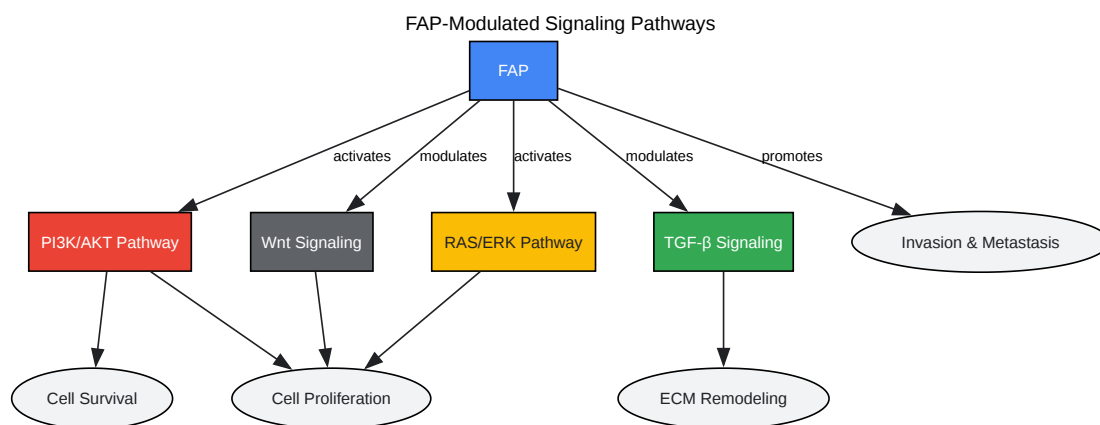 FAP-Modulated Signaling Pathways
FAP
activates
modulates
activates
modulates
promotes
PI3K/AKT Pathway
Wnt Signaling
RAS/ERK Pathway
TGF-β Signaling
Invasion & Metastasis
Cell Survival
Cell Proliferation
ECM Remodeling